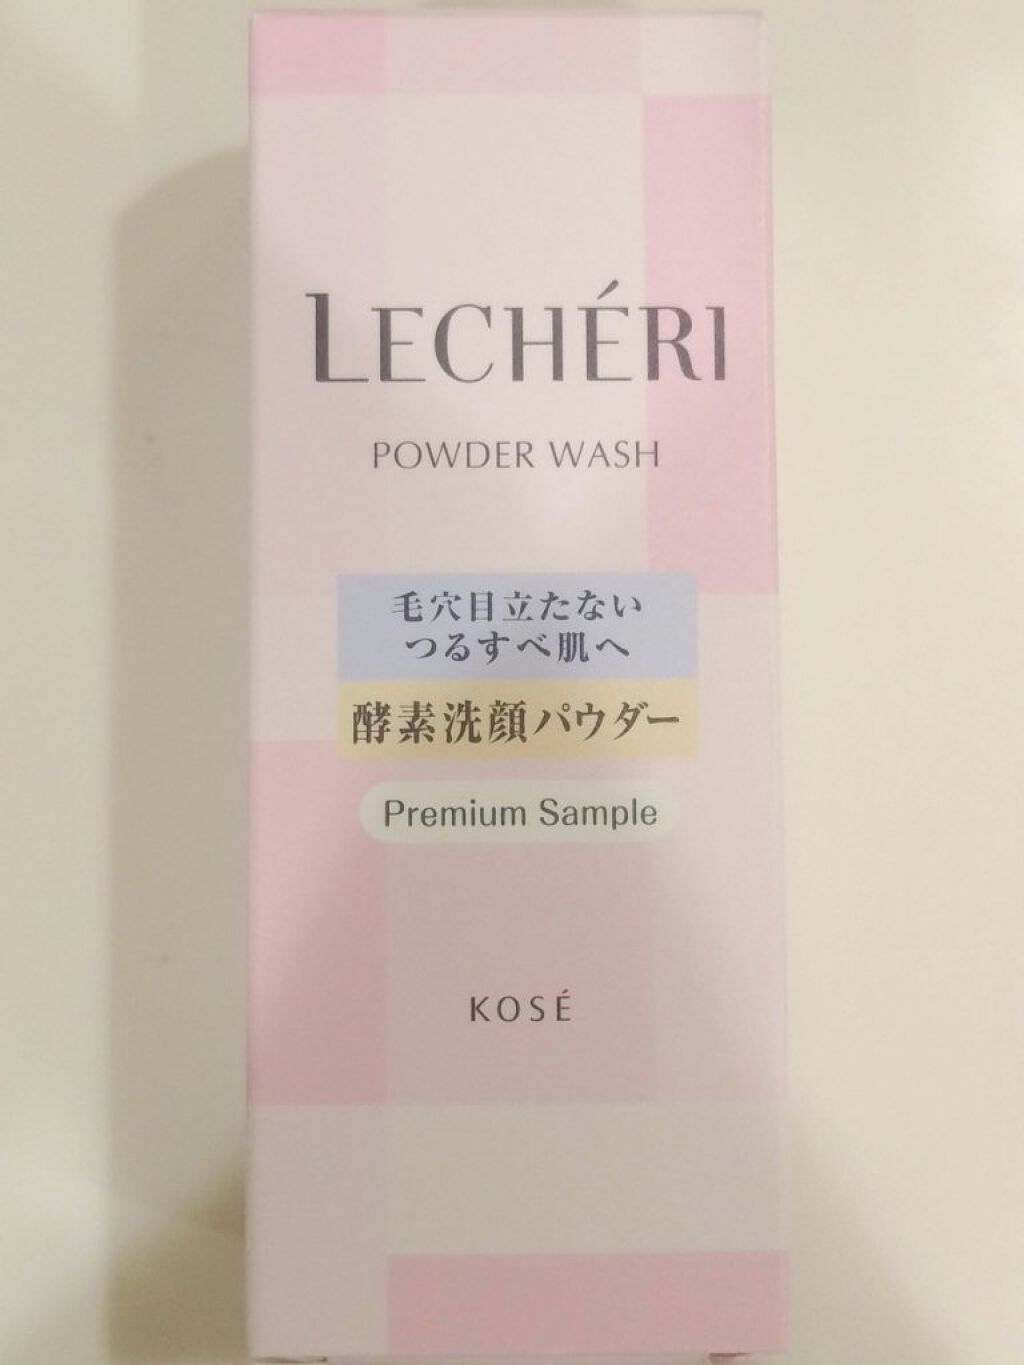 LECHÉRI
POWDER WASH
毛穴目立たない
つるすべ肌へ
酵素洗顔パウダー
Premium Sample
KOSÉ